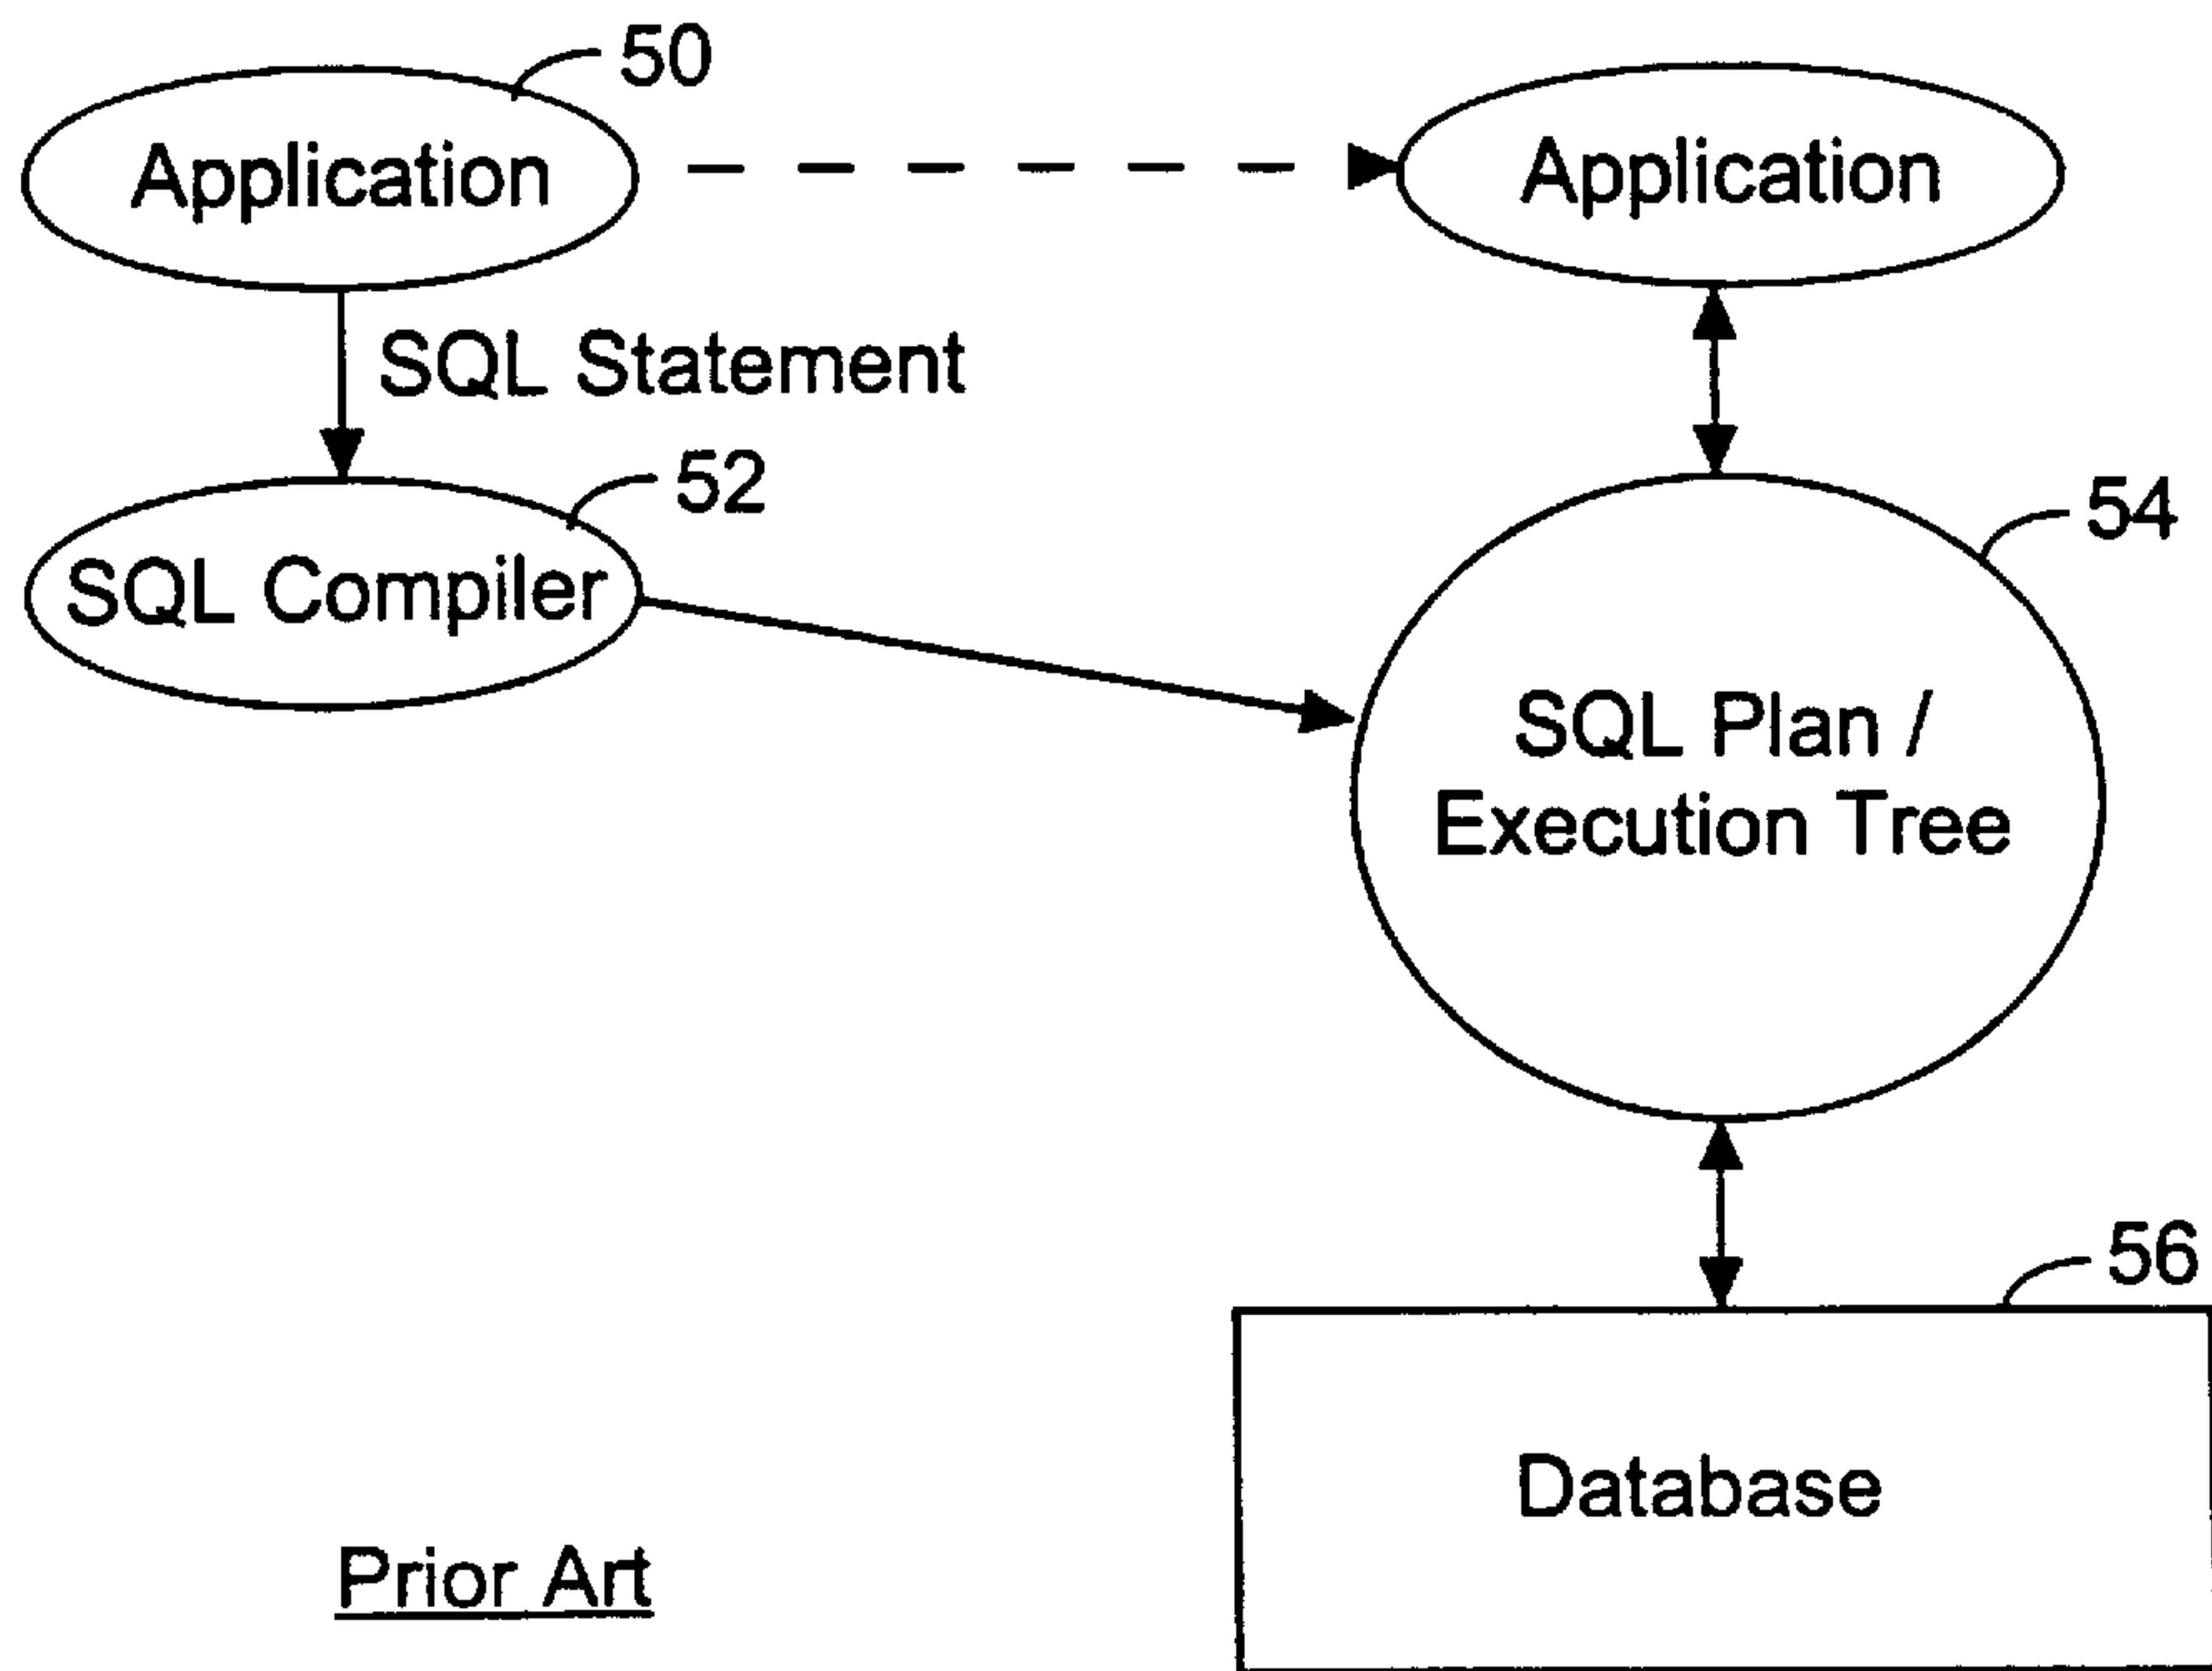 50
Application
Application
SQL Statement
52
SQL Compiler
54
SQL Plan /
Execution Tree
56
Database
Prior Art